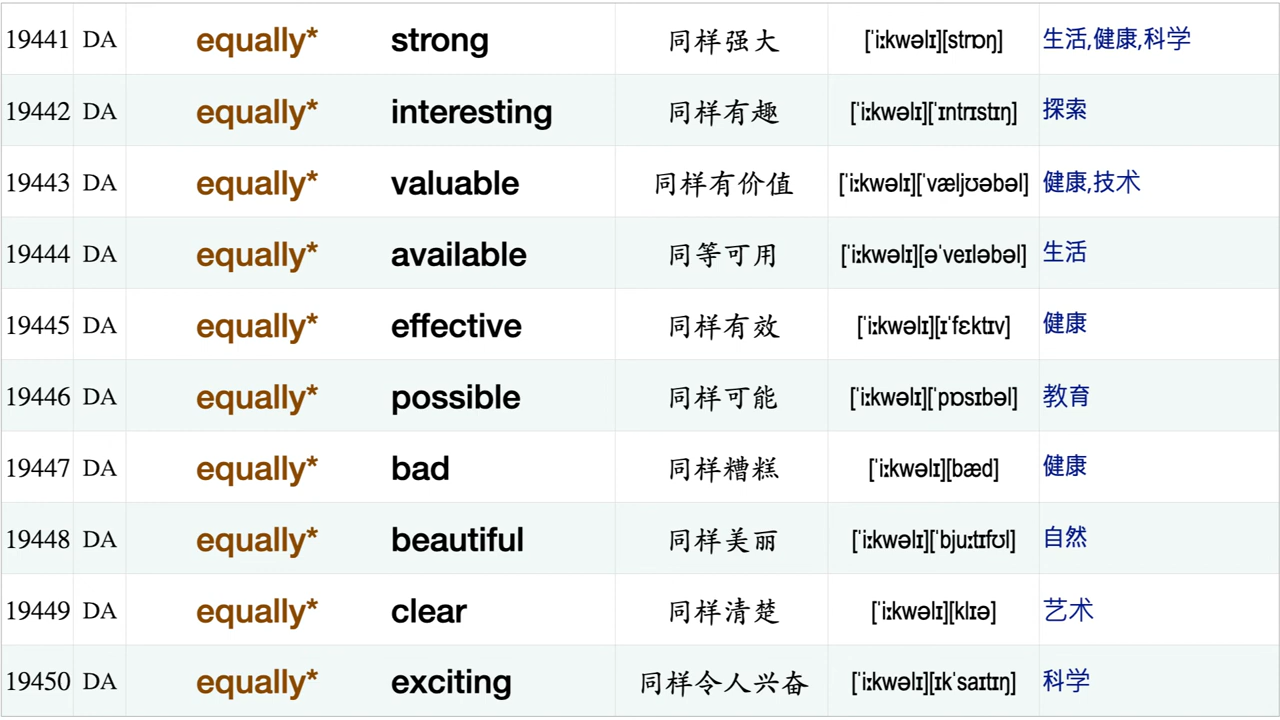 19441 DA equally* strong 同样强大 [ˈiːkwəlɪ][strɒŋ] 生活,健康,科学
19442 DA equally* interesting 同样有趣 [ˈiːkwəlɪ][ˈɪntrɪstɪŋ] 探索
19443 DA equally* valuable 同样有价值 [ˈiːkwəlɪ][ˈvæljʊəbəl] 健康,技术
19444 DA equally* available 同等可用 [ˈiːkwəlɪ][əˈveɪləbəl] 生活
19445 DA equally* effective 同样有效 [ˈiːkwəlɪ][ɪˈfɛktɪv] 健康
19446 DA equally* possible 同样可能 [ˈiːkwəlɪ][ˈpɒsɪbəl] 教育
19447 DA equally* bad 同样糟糕 [ˈiːkwəlɪ][bæd] 健康
19448 DA equally* beautiful 同样美丽 [ˈiːkwəlɪ][ˈbjuːtɪfʊl] 自然
19449 DA equally* clear 同样清楚 [ˈiːkwəlɪ][klɪə] 艺术
19450 DA equally* exciting 同样令人兴奋 [ˈiːkwəlɪ][ɪkˈsaɪtɪŋ] 科学